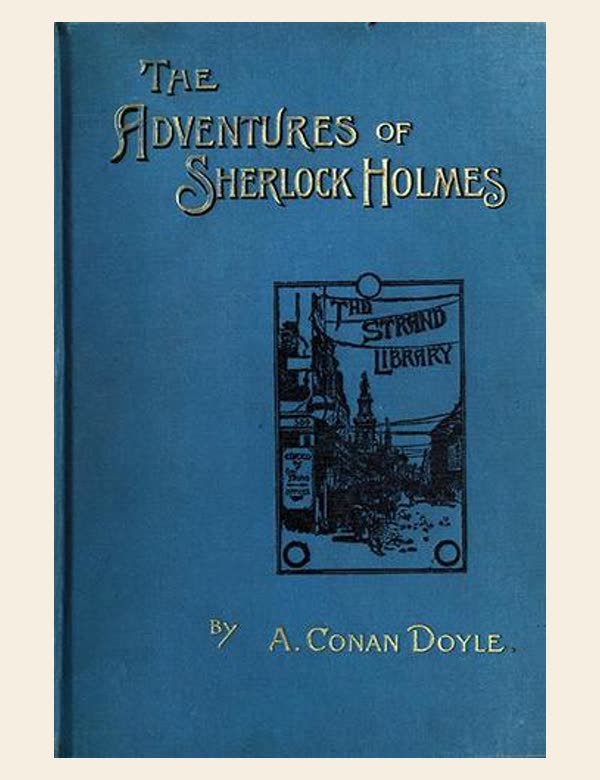 The
Adventures of
Sherlock Holmes
The
Strand
Library
By A. Conan Doyle.